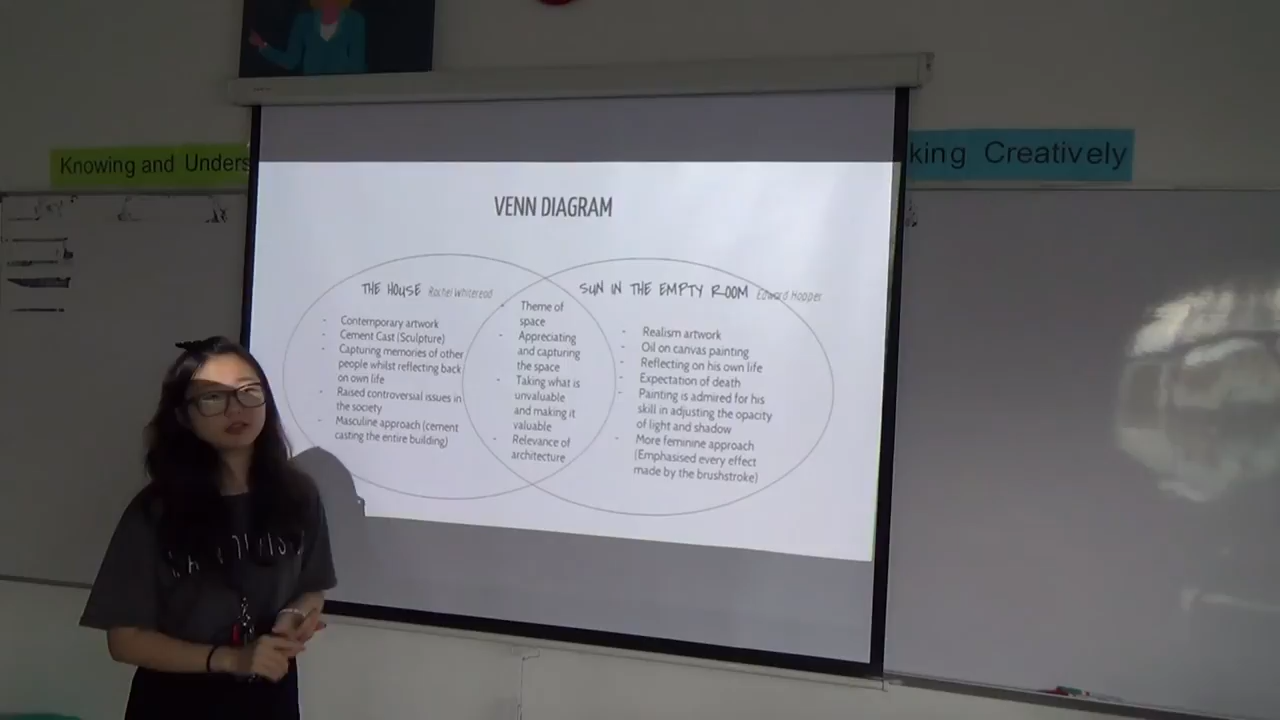 Knowing and Unders
king Creatively
VENN DIAGRAM
THE HOUSE Rachel Whiteread
- Contemporary artwork
- Cement Cast (Sculpture)
- Capturing memories of other
people whilst reflecting back
on own life
- Raised controversial issues in
the society
- Masculine approach (cement
casting the entire building)
- Theme of
space
- Appreciating
and capturing
the space
- Taking what is
unvaluable
and making it
valuable
- Relevance of
architecture
SUN IN THE EMPTY ROOM Edward Hopper
- Realism artwork
- Oil on canvas painting
- Reflecting on his own life
- Expectation of death
- Painting is admired for his
skill in adjusting the opacity
of light and shadow
- More feminine approach
(Emphasised every effect
made by the brushstroke)